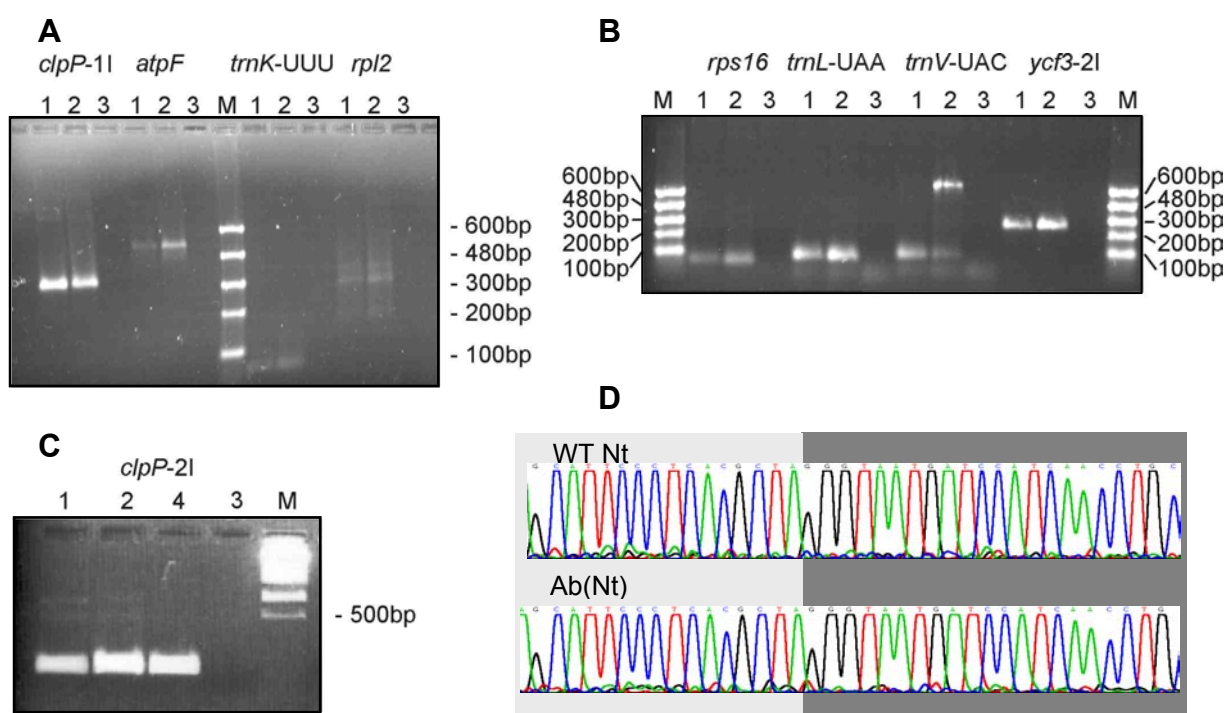 A
clpP-1I atpF trnK-UUU rpl2
1 2 3 1 2 3 M 1 2 3 1 2 3
- 600bp
- 480bp
- 300bp
- 200bp
- 100bp
B
rps16 trnL-UAA trnV-UAC ycf3-2I
M 1 2 3 1 2 3 1 2 3 1 2 3 M
600bp 600bp
480bp 480bp
300bp 300bp
200bp 200bp
100bp 100bp
C
clpP-2I
1 2 4 3 M
- 500bp
D
WT Nt
G C A T T C C C T C A C G C T A G G G T A A T G A T C C A T C A A C C T G C
Ab(Nt)
A G C A T T C C C T C A C G C T A G G G T A A T G A T C C A T C A A C C T G